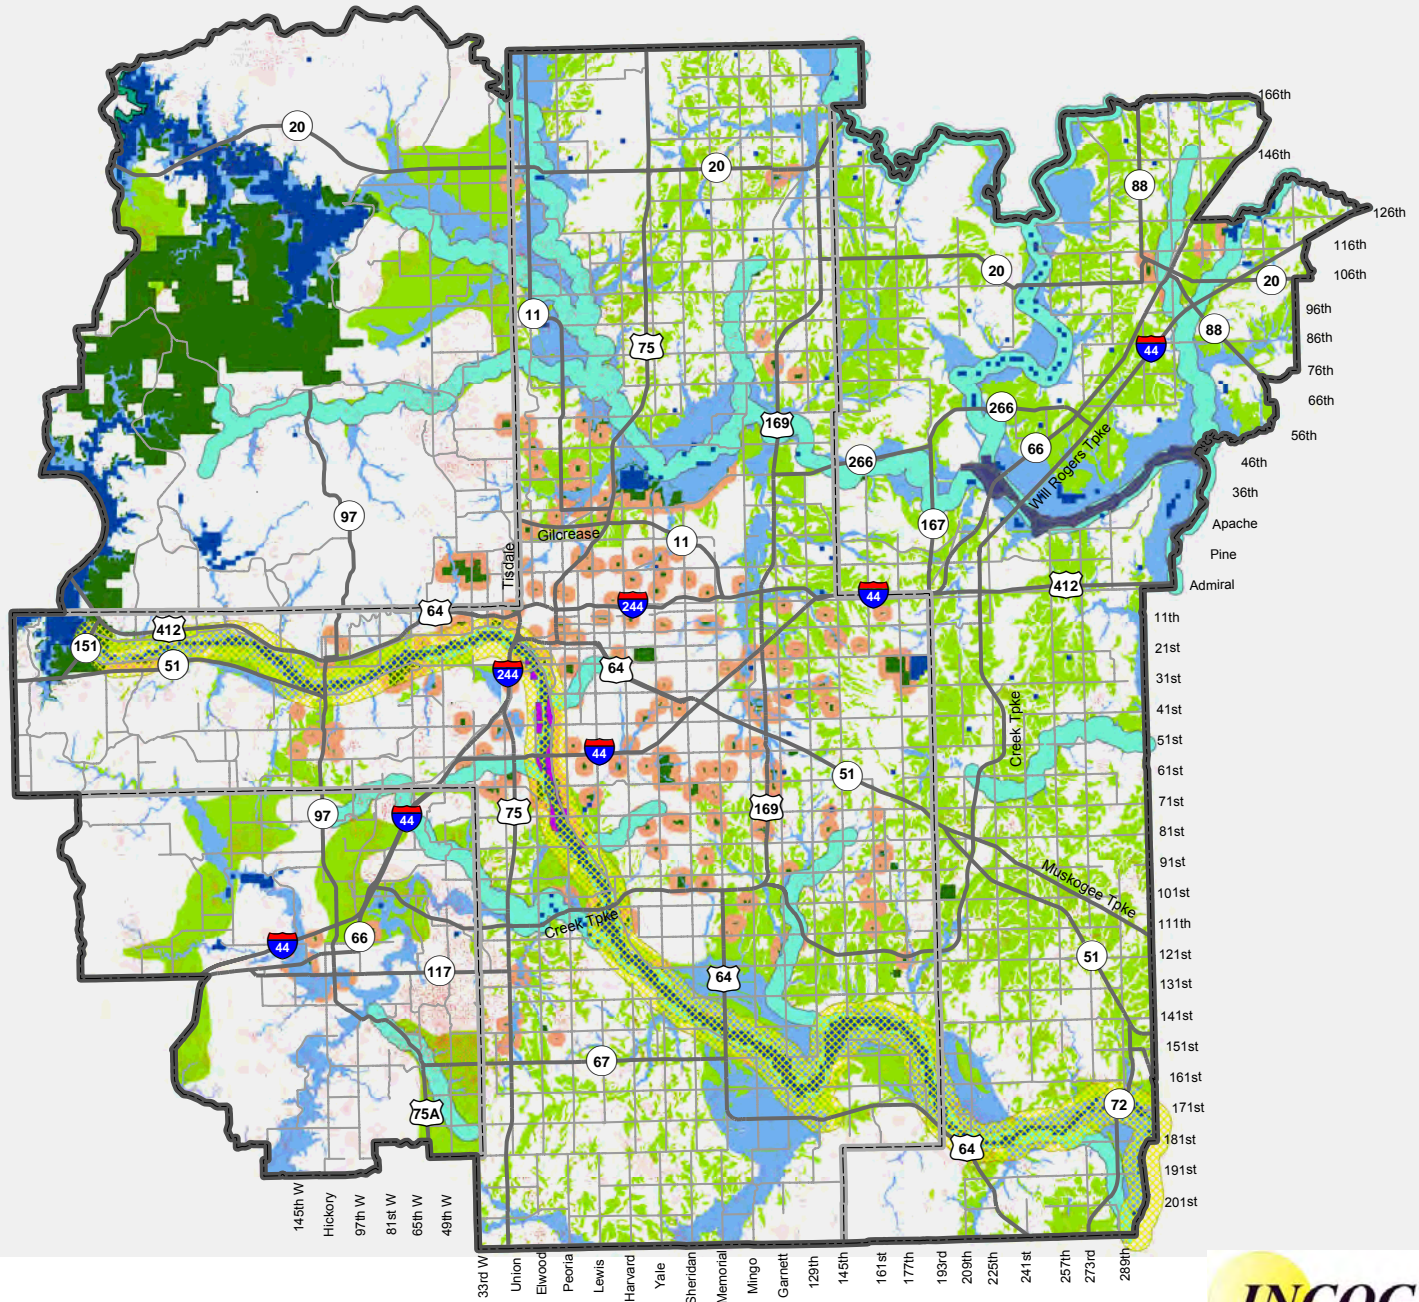 166th
20
146th
20
88
126th
116th
20
106th
20
11
96th
88
86th
75
44
76th
66th
266
169
56th
66
266
46th
Will Rogers Tpke
36th
97
167
Apache
Gilcrease
11
Pine
Tisdale
412
Admiral
44
244
64
11th
412
151
21st
51
64
244
31st
41st
Creek Tpke
51st
44
61st
51
71st
97
44
75
169
81st
91st
Muskogee Tpke
101st
Creek Tpke
111th
66
44
121st
51
117
64
131st
141st
151st
67
161st
72
171st
75A
181st
64
191st
201st
145th W
Hickory
97th W
81st W
65th W
49th W
33rd W
Union
Elwood
Peoria
Lewis
Harvard
Yale
Sheridan
Memorial
Mingo
Garnett
129th
145th
161st
177th
193rd
209th
225th
241st
257th
273rd
289th
INCOG